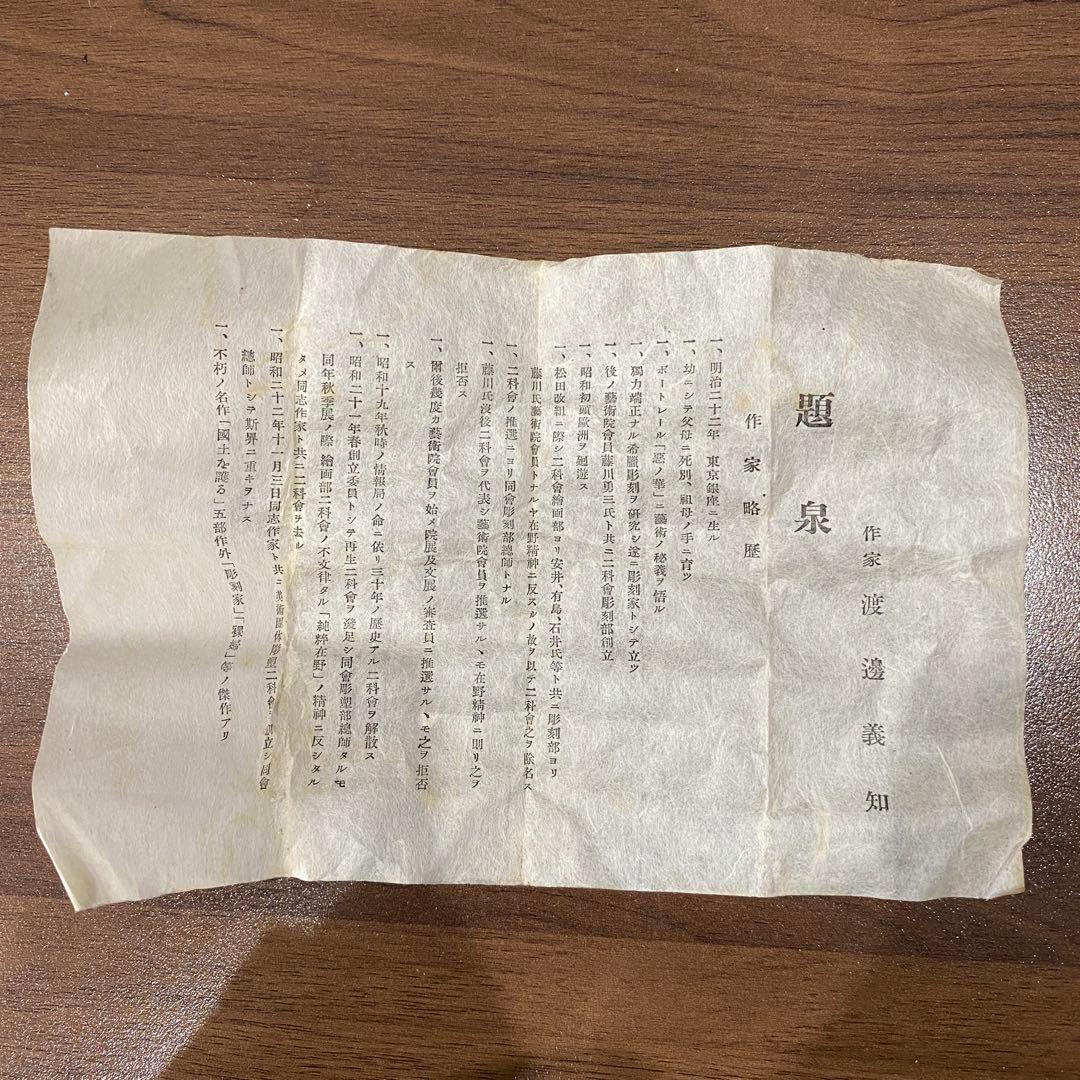 題 泉
作家 渡邊義知
作家略歴
一、明治二十二年 東京銀座ニ生ル
一、幼ニシテ父母ニ死別、祖母ノ手ニ育ツ
一、ボートレール「惡ノ華」ニ藝術ノ秘義ヲ悟ル
一、獨力端正ナル希臘彫刻ヲ研究シ遂ニ彫刻家トシテ立ツ
一、後ノ藝術院會員藤川勇三氏ト共ニ二科會彫刻部創立
一、昭和初頭歐洲ヲ廻遊ス
一、松田改組ニ際シ二科會繪画部ヨリ安井、有島、石井氏等ト共ニ彫刻部ヨリ
藤川氏藝術院會員トナルヤ在野精神ニ反スルノ故ヲ以テ二科會之ヲ除名ス
一、二科會ノ推選ニヨリ同會彫刻部總師トナル
一、藤川氏沒後二科會ヲ代表シ藝術院會員ヲ推選サルヽモ在野精神ニ則リ之ヲ
拒否ス
一、爾後幾度カ藝術院會員ヲ始メ院展及文展ノ審査員ニ推選サルヽモ之ヲ拒否
ス
一、昭和十九年秋時ノ情報局ノ命ニ依リ三十年ノ歴史アル二科會ヲ解散ス
一、昭和二十一年春創立委員トシテ再生二科會ヲ發足シ同會彫塑部總師タルモ
同年秋季展ノ際 繪画部二科會ノ不文律タル「純粹在野」ノ精神ニ反シタル
タメ同志作家ト共ニ二科會ヲ去ル
一、昭和二十二年十一月三日同志作家ト共ニ美術團体彫塑二科會ヲ創立シ同會
總師トシテ斯界ニ重キヲナス
一、不朽ノ名作「國土を護る」五部作外「彫刻家」「裸婦」等ノ傑作アリ